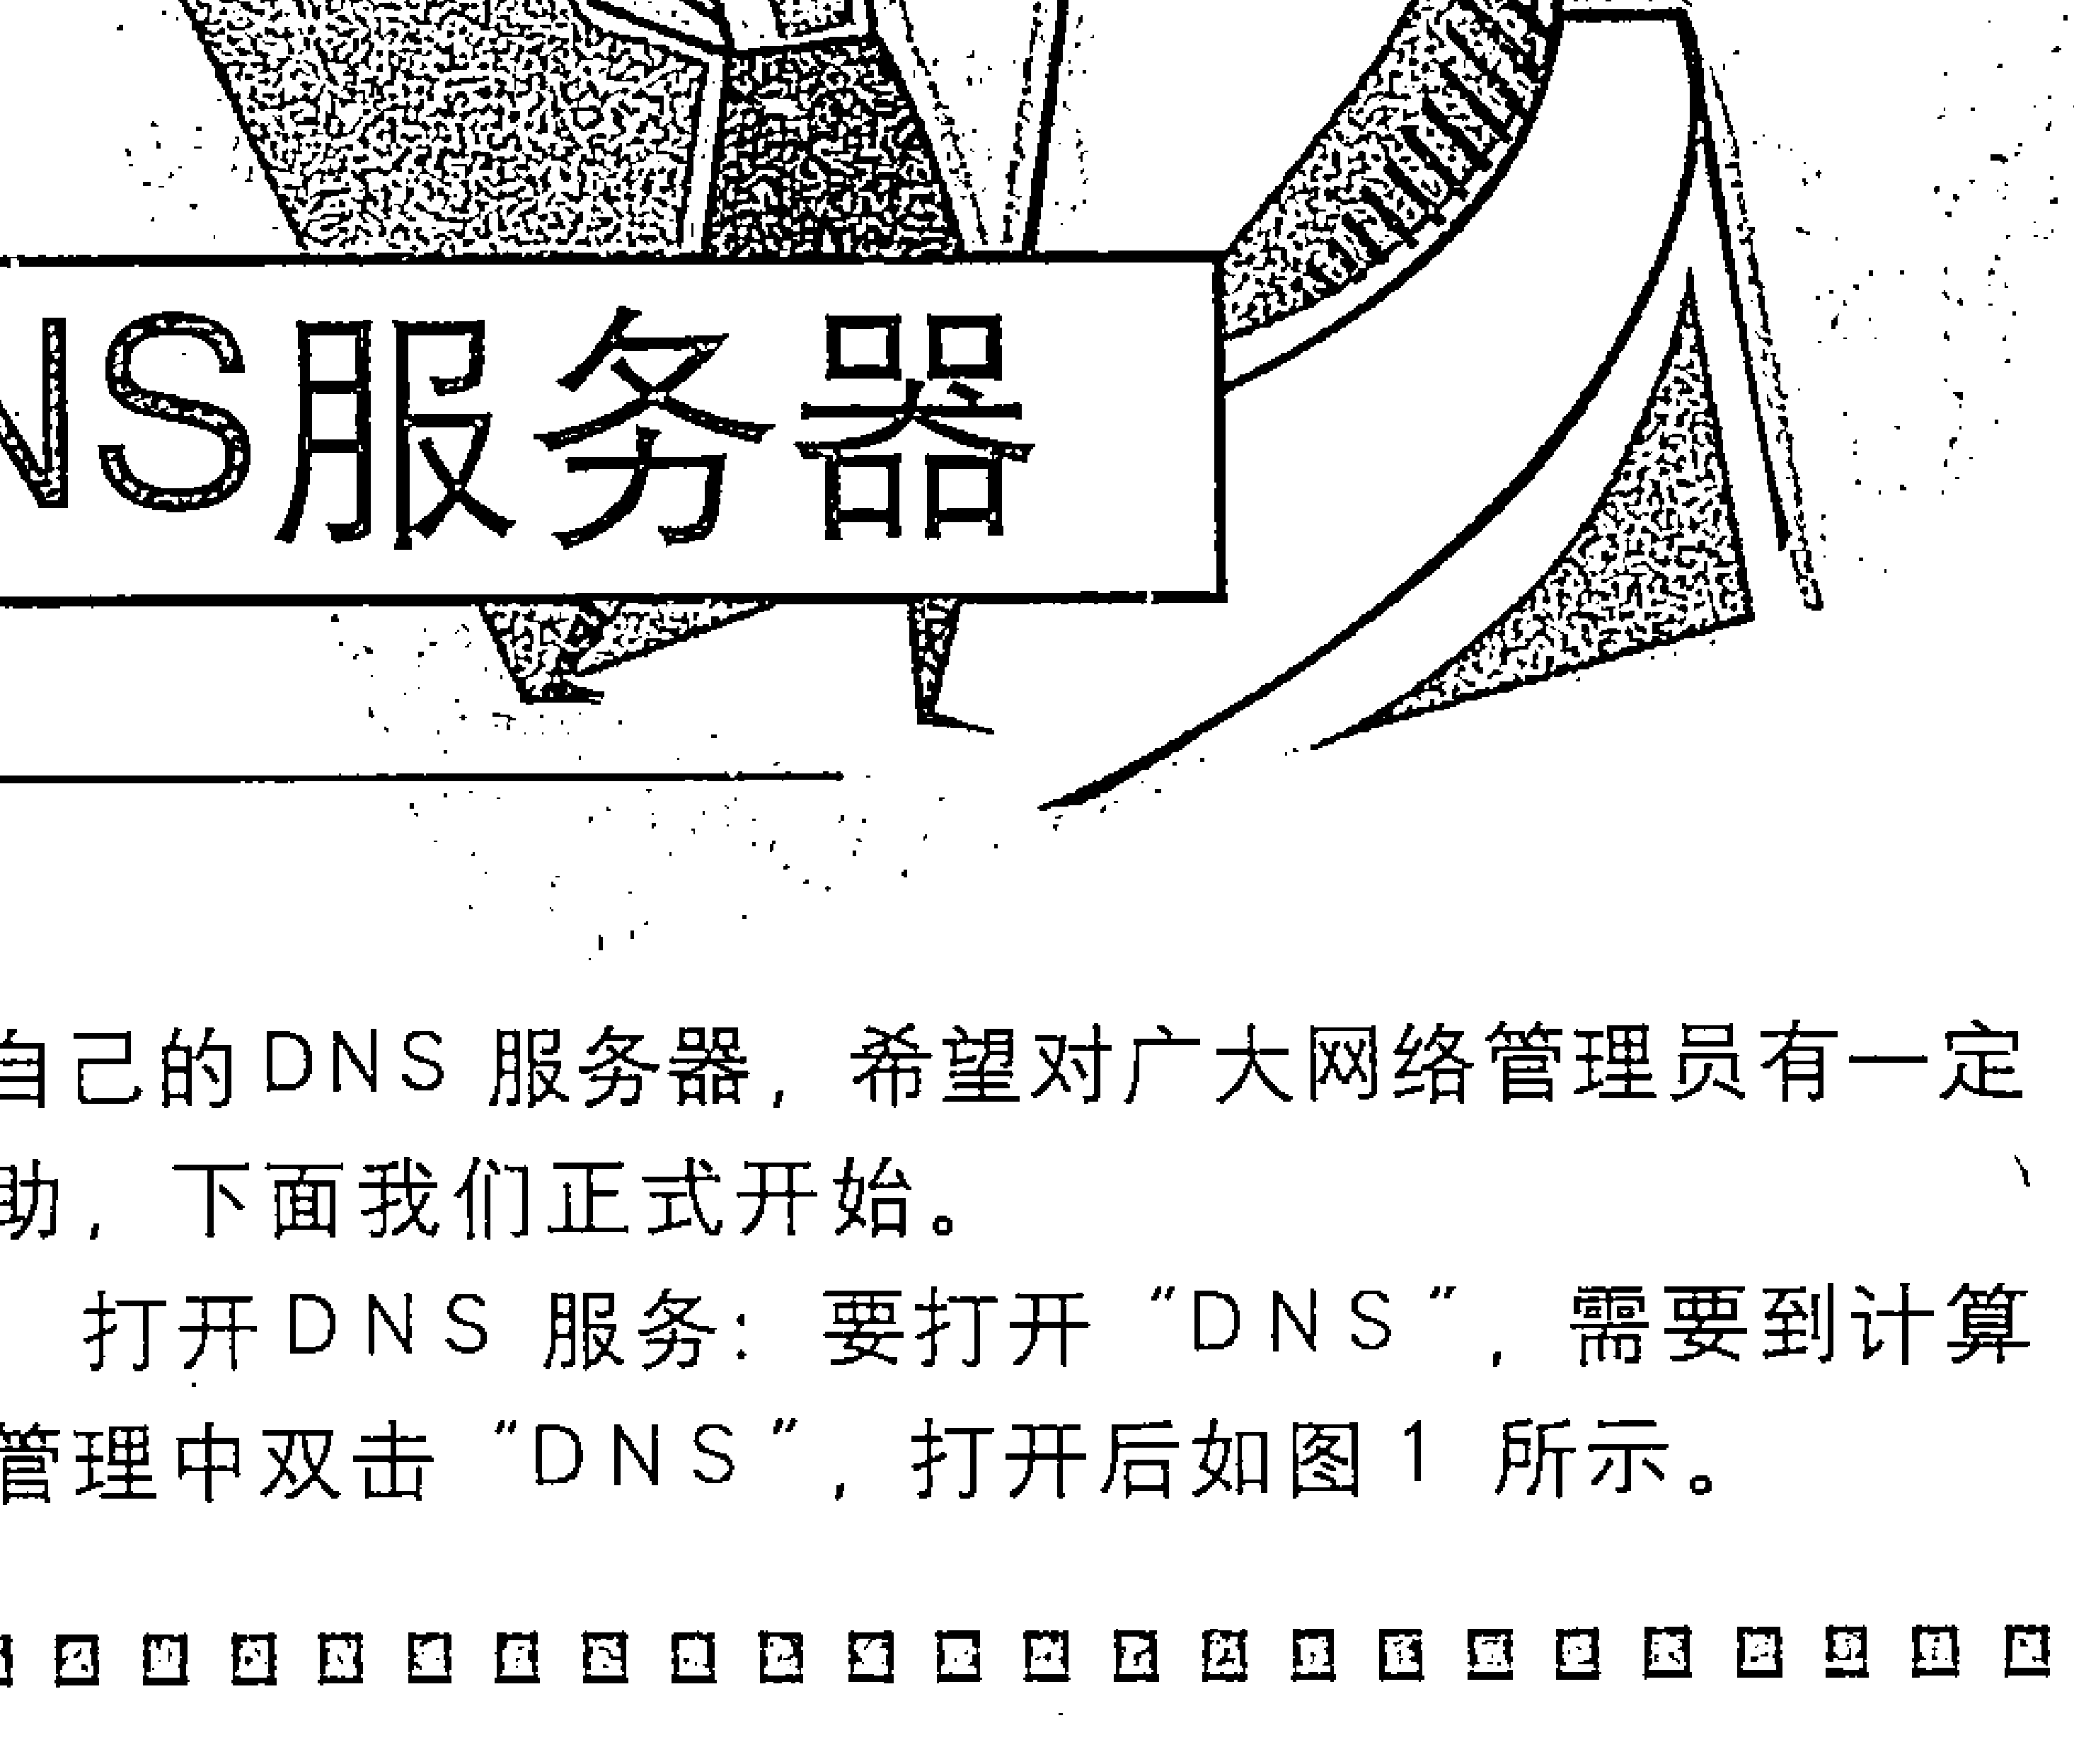 NS服务器
自己的DNS 服务器，希望对广大网络管理员有一定
助，下面我们正式开始。
打开DNS 服务：要打开 “DNS”，需要到计算
管理中双击 “DNS”，打开后如图1 所示。